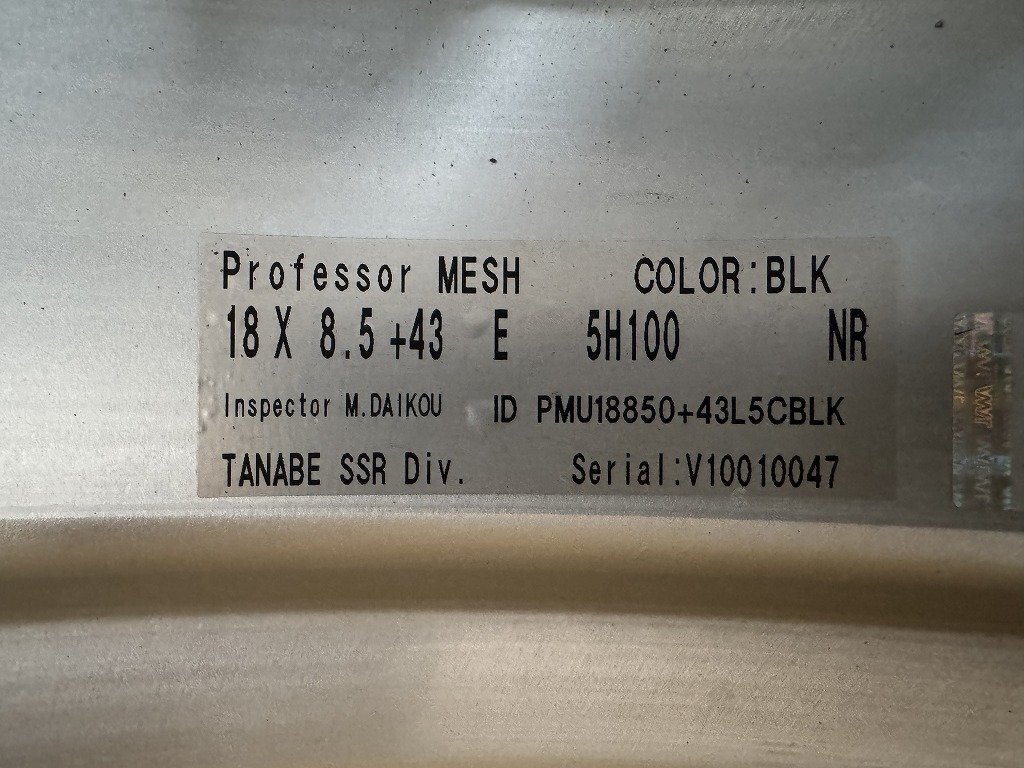 Professor MESH COLOR:BLK
18 X 8.5 +43 E 5H100 NR
Inspector M.DAIKOU ID PMU18850+43L5CBLK
TANABE SSR Div. Serial:V10010047